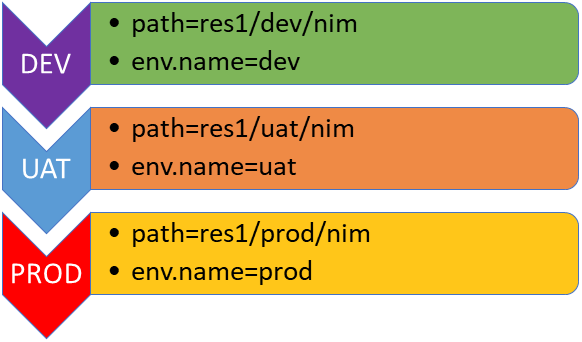 DEV
• path=res1/dev/nim
• env.name=dev
UAT
• path=res1/uat/nim
• env.name=uat
PROD
• path=res1/prod/nim
• env.name=prod